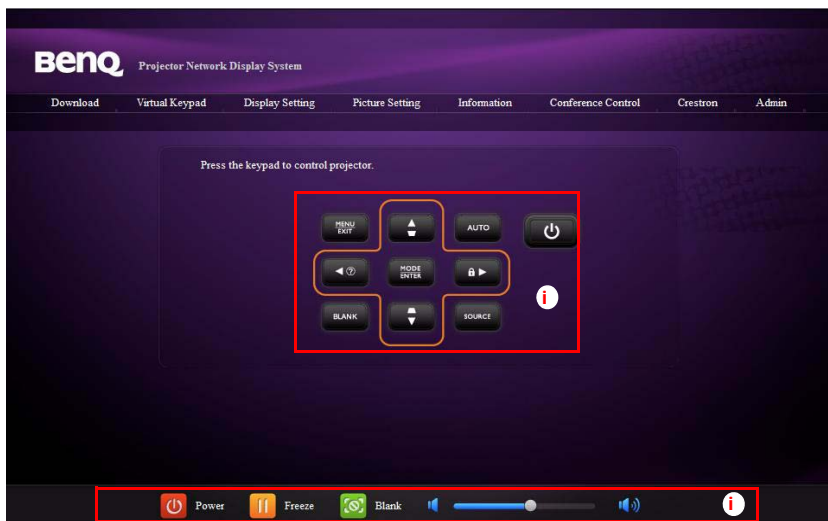 BenQ Projector Network Display System
Download Virtual Keypad Display Setting Picture Setting Information Conference Control Crestron Admin
Press the keypad to control projector.
MENU
EXIT
AUTO
MODE
ENTER
BLANK
SOURCE
i
Power Freeze Blank i